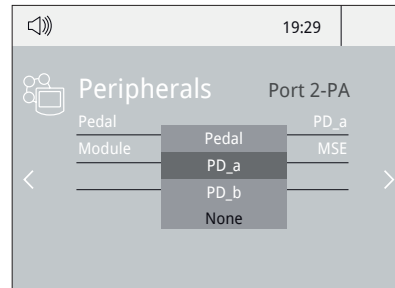 19:29
Peripherals Port 2-PA
Pedal PD_a
Module MSE
Pedal
PD_a
PD_b
None